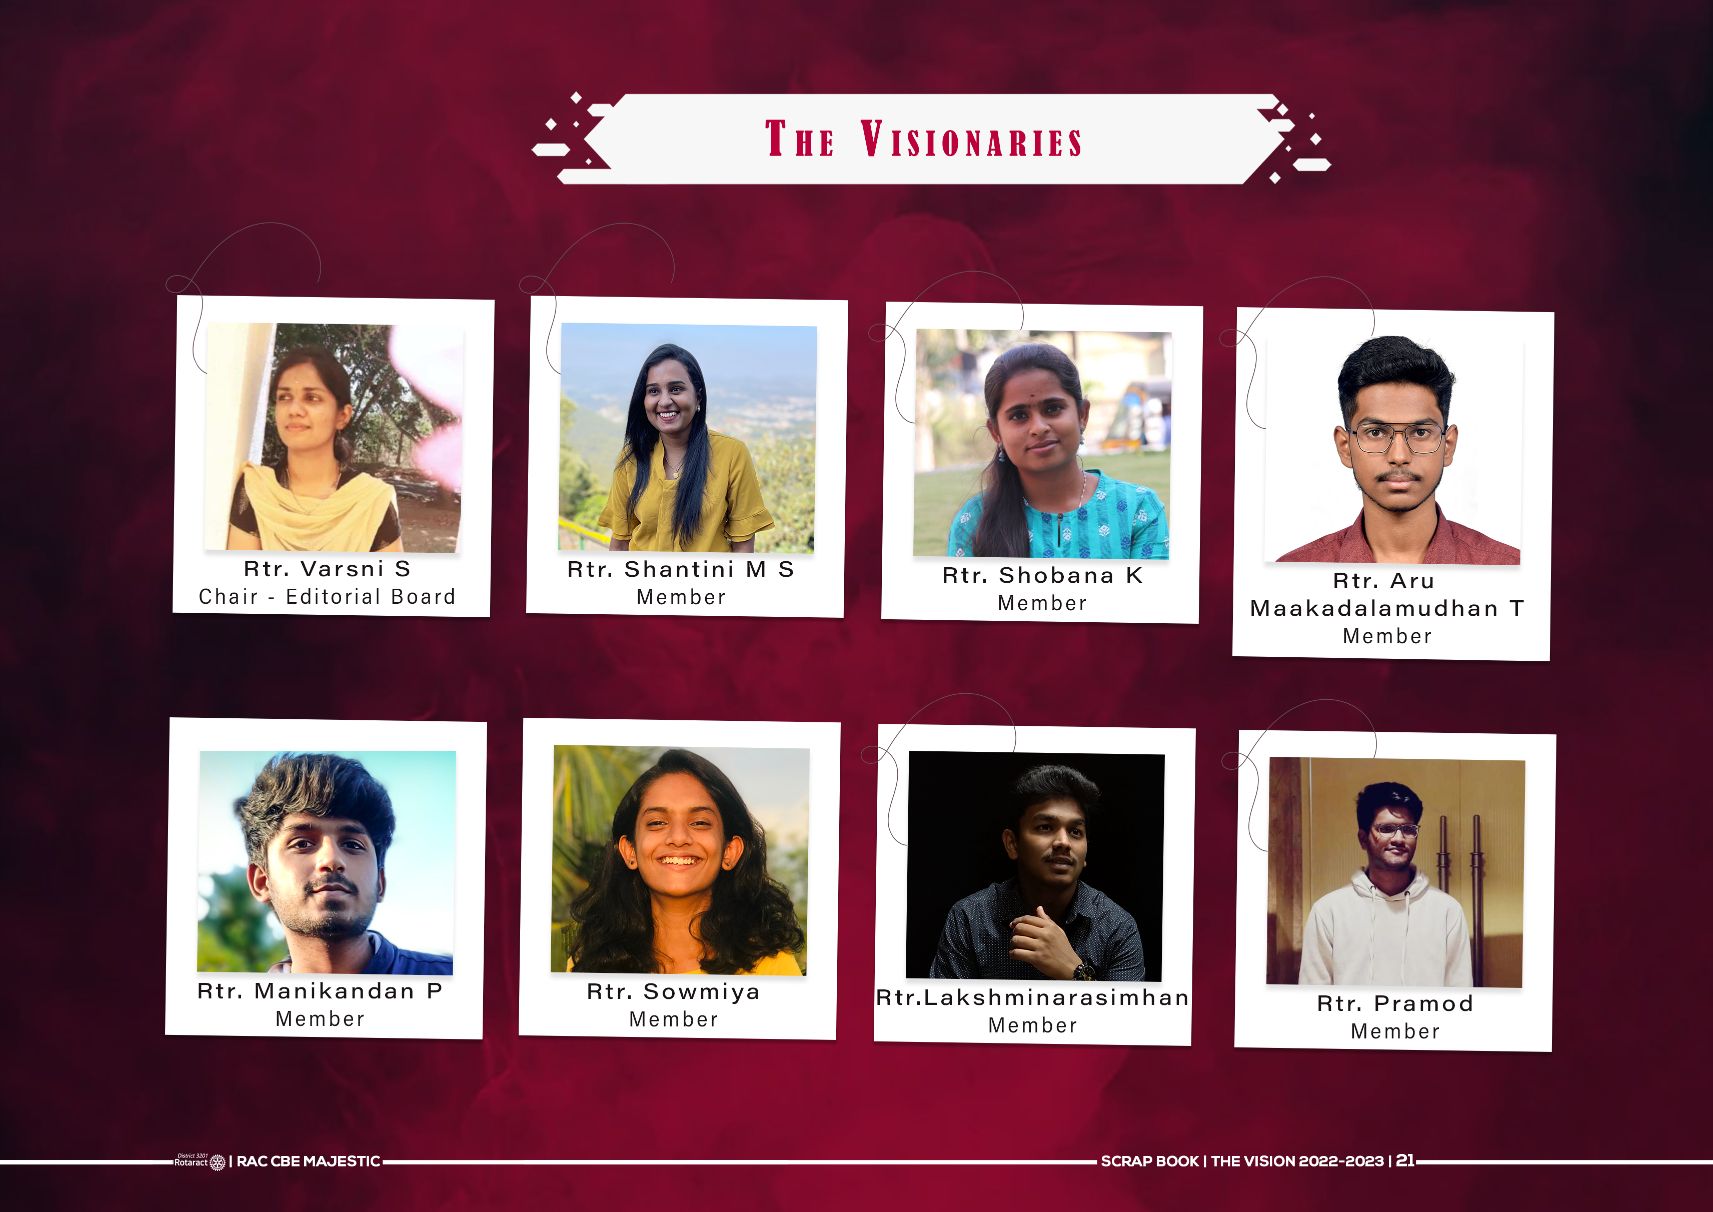 The Visionaries
Rtr. Varsni S
Chair - Editorial Board
Rtr. Shantini M S
Member
Rtr. Shobana K
Member
Rtr. Aru
Maakadalamudhan T
Member
Rtr. Manikandan P
Member
Rtr. Sowmiya
Member
Rtr.Lakshminarasimhan
Member
Rtr. Pramod
Member
District 3201
Rotaract | RAC CBE MAJESTIC
SCRAP BOOK | THE VISION 2022-2023 | 21